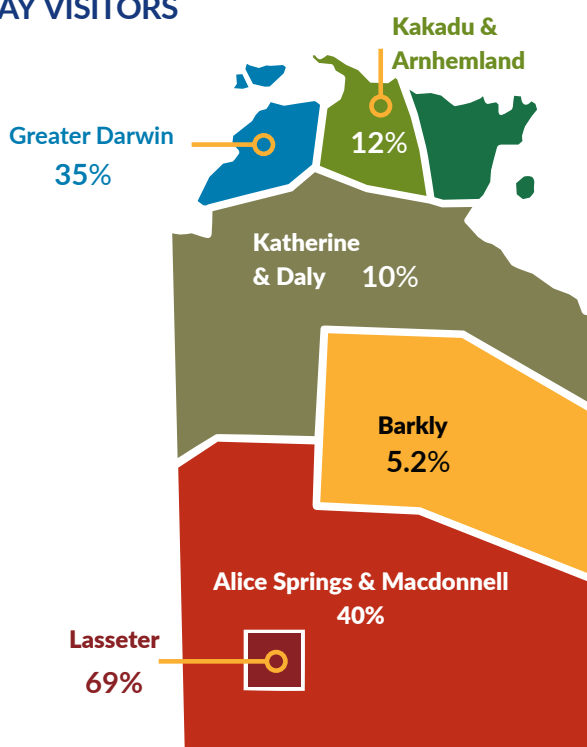 AY VISITORS
Kakadu &
Arnhemland
12%
Greater Darwin
35%
Katherine
& Daly 10%
Barkly
5.2%
Alice Springs & Macdonnell
40%
Lasseter
69%